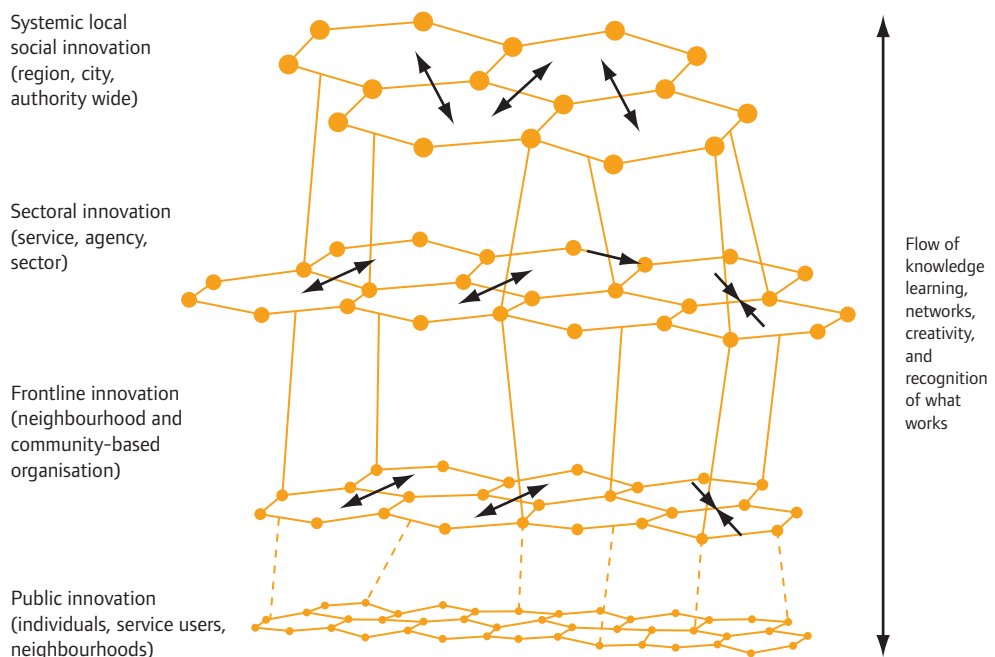 Systemic local
social innovation
(region, city,
authority wide)
Sectoral innovation
(service, agency,
sector)
Flow of
knowledge
learning,
networks,
creativity,
and
recognition
of what
works
Frontline innovation
(neighbourhood and
community-based
organisation)
Public innovation
(individuals, service users,
neighbourhoods)